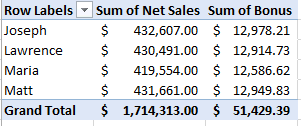 Row Labels Sum of Net Sales Sum of Bonus
Joseph $ 432,607.00 $ 12,978.21
Lawrence $ 430,491.00 $ 12,914.73
Maria $ 419,554.00 $ 12,586.62
Matt $ 431,661.00 $ 12,949.83
Grand Total $ 1,714,313.00 $ 51,429.39